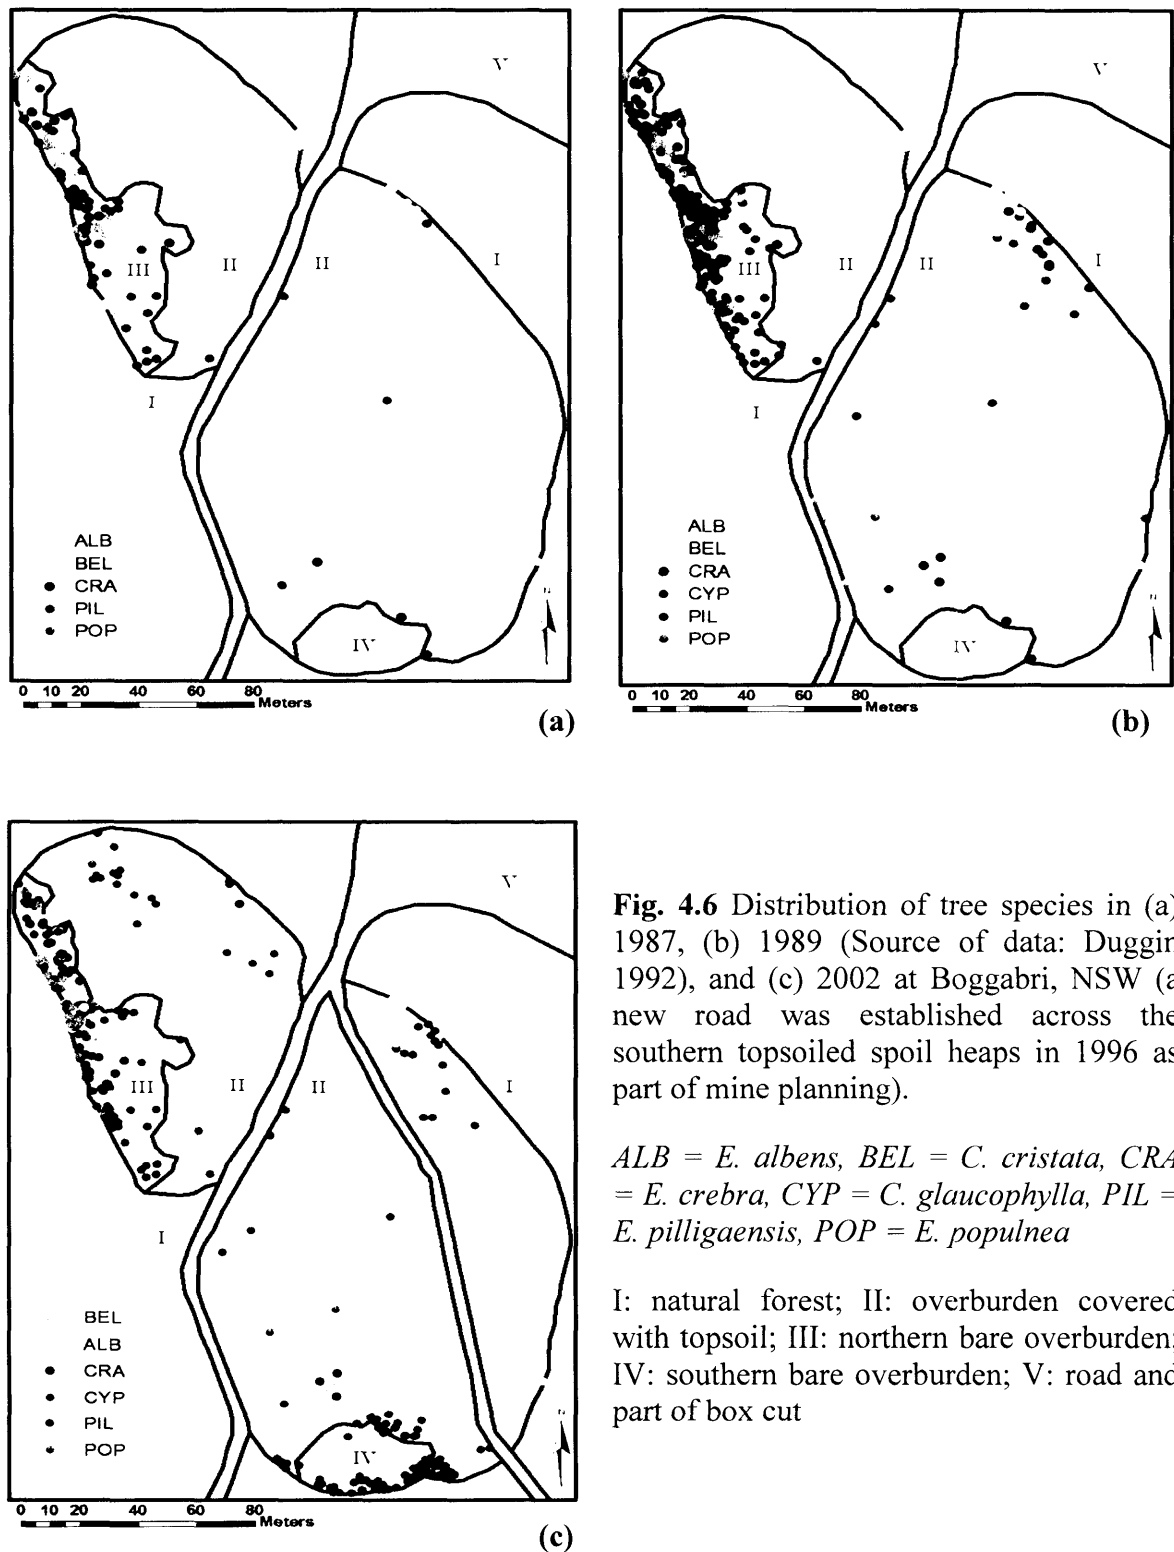 V
I
III
II
II
I
ALB
BEL
CRA
PIL
POP
IV
N
0 10 20 40 60 80
Meters
(a)
V
I
III
II
II
I
ALB
BEL
CRA
CYP
PIL
POP
IV
N
0 10 20 40 60 80
Meters
(b)
V
I
III
II
II
I
BEL
ALB
CRA
CYP
PIL
POP
IV
N
0 10 20 40 60 80
Meters
(c)
Fig. 4.6 Distribution of tree species in (a)
1987, (b) 1989 (Source of data: Duggin
1992), and (c) 2002 at Boggabri, NSW (a
new road was established across the
southern topsoiled spoil heaps in 1996 as
part of mine planning).
ALB = E. albens, BEL = C. cristata, CRA
= E. crebra, CYP = C. glaucophylla, PIL =
E. pilligaensis, POP = E. populnea
I: natural forest; II: overburden covered
with topsoil; III: northern bare overburden;
IV: southern bare overburden; V: road and
part of box cut